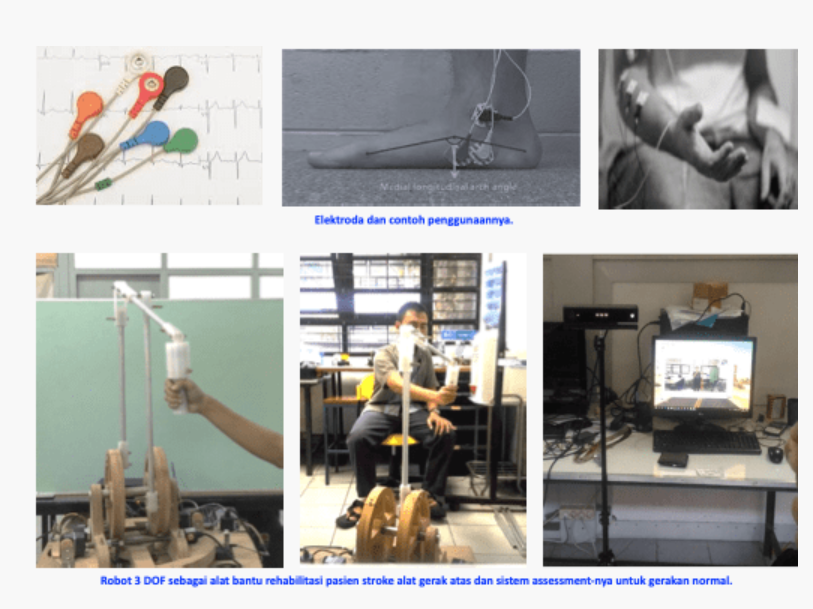 Medial longitudinal arch angle
Elektroda dan contoh penggunaannya.
Robot 3 DOF sebagai alat bantu rehabilitasi pasien stroke alat gerak atas dan sistem assessment-nya untuk gerakan normal.